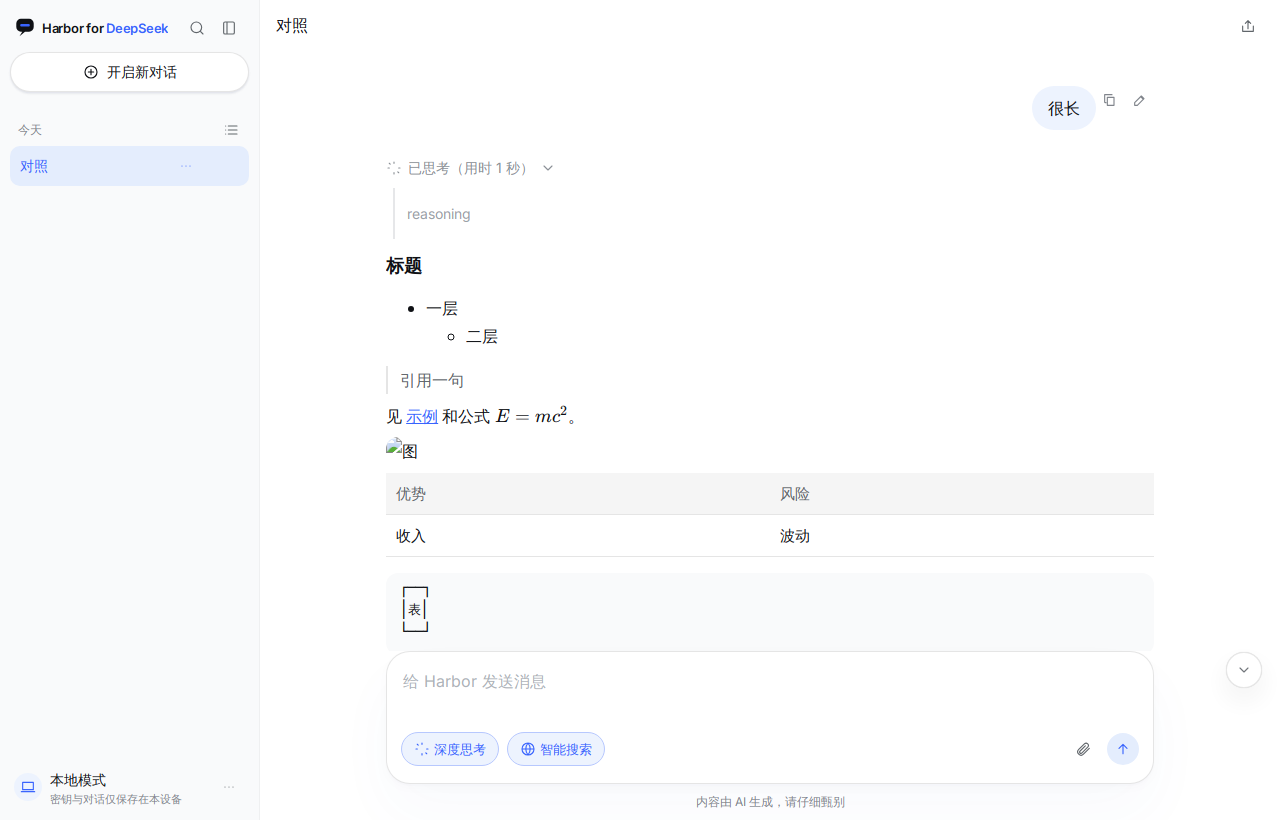 Harbor for DeepSeek
开启新对话
今天
对照
本地模式
密钥与对话仅保存在本设备
对照
很长
已思考（用时 1 秒）
reasoning
标题
一层
二层
引用一句
见 示例 和公式 E = mc²。
图
优势 风险
收入 波动
┌──┐
│表│
└──┘
给 Harbor 发送消息
深度思考 智能搜索
内容由 AI 生成，请仔细甄别